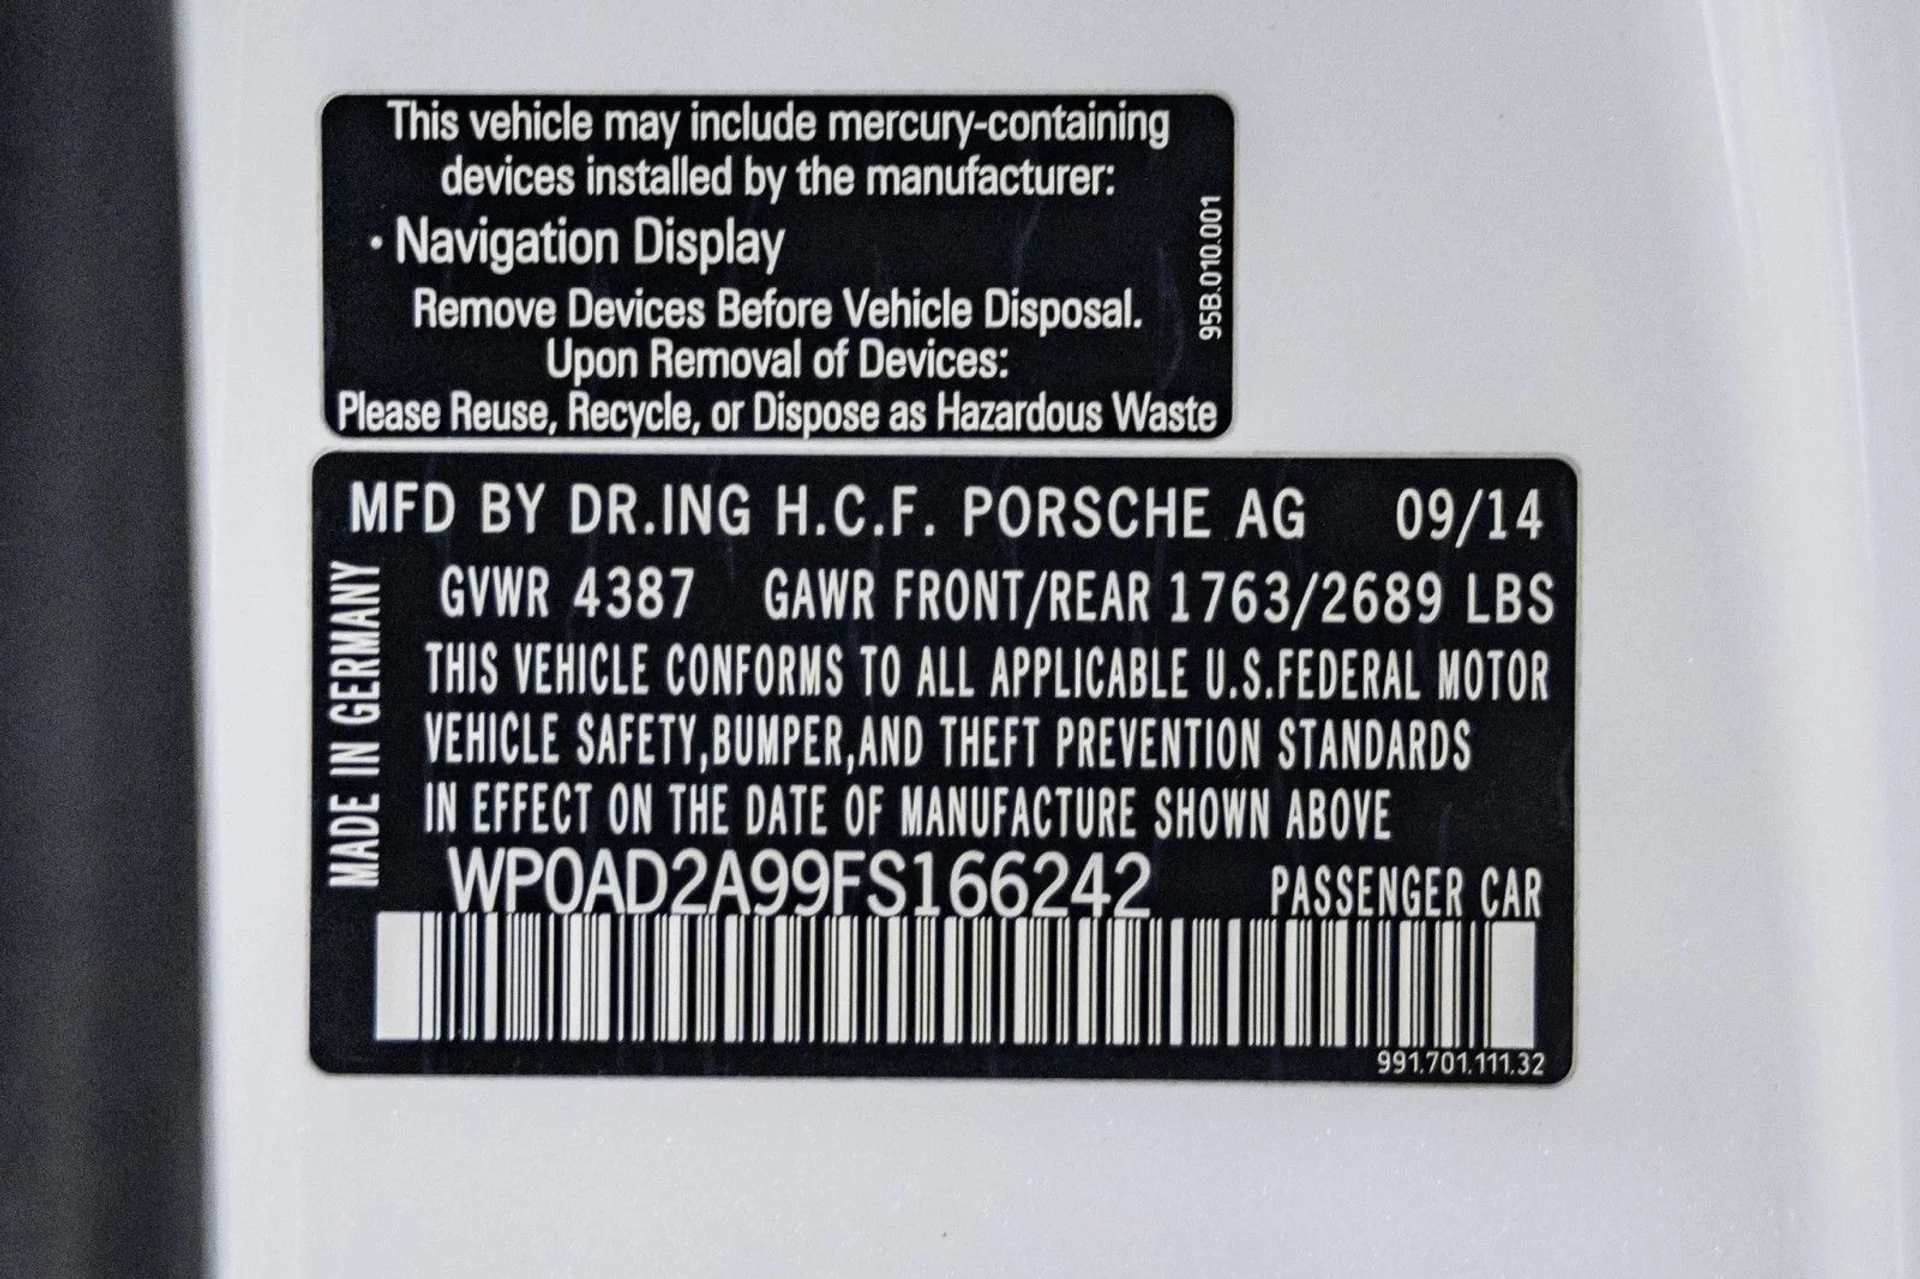 This vehicle may include mercury-containing
devices installed by the manufacturer:
· Navigation Display
Remove Devices Before Vehicle Disposal.
Upon Removal of Devices:
Please Reuse, Recycle, or Dispose as Hazardous Waste
95B.010.001
MFD BY DR.ING H.C.F. PORSCHE AG 09/14
MADE IN GERMANY
GVWR 4387 GAWR FRONT/REAR 1763/2689 LBS
THIS VEHICLE CONFORMS TO ALL APPLICABLE U.S.FEDERAL MOTOR
VEHICLE SAFETY,BUMPER,AND THEFT PREVENTION STANDARDS
IN EFFECT ON THE DATE OF MANUFACTURE SHOWN ABOVE
WP0AD2A99FS166242 PASSENGER CAR
991.701.111.32